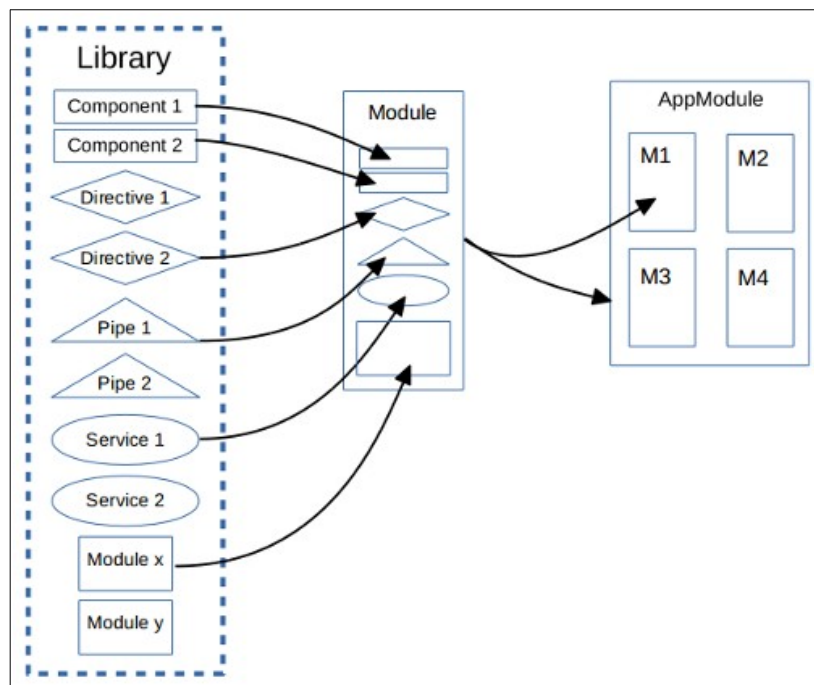 Library
Component 1
Component 2
Directive 1
Directive 2
Pipe 1
Pipe 2
Service 1
Service 2
Module x
Module y
Module
AppModule
M1
M2
M3
M4